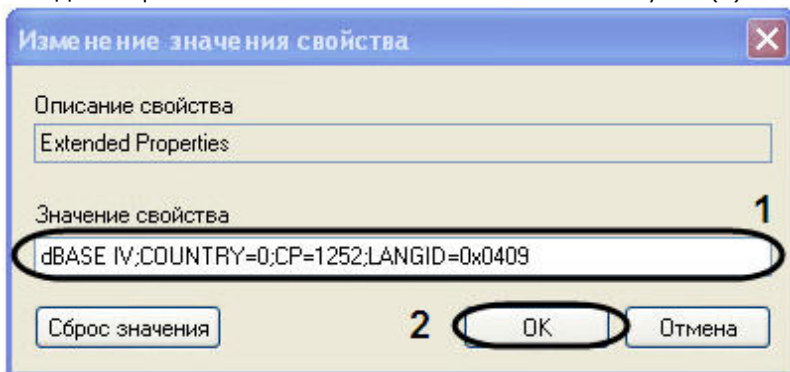 Изменение значения свойства
Описание свойства
Extended Properties
Значение свойства
1
dBASE IV;COUNTRY=0;CP=1252;LANGID=0x0409
Сброс значения
2
OK
Отмена